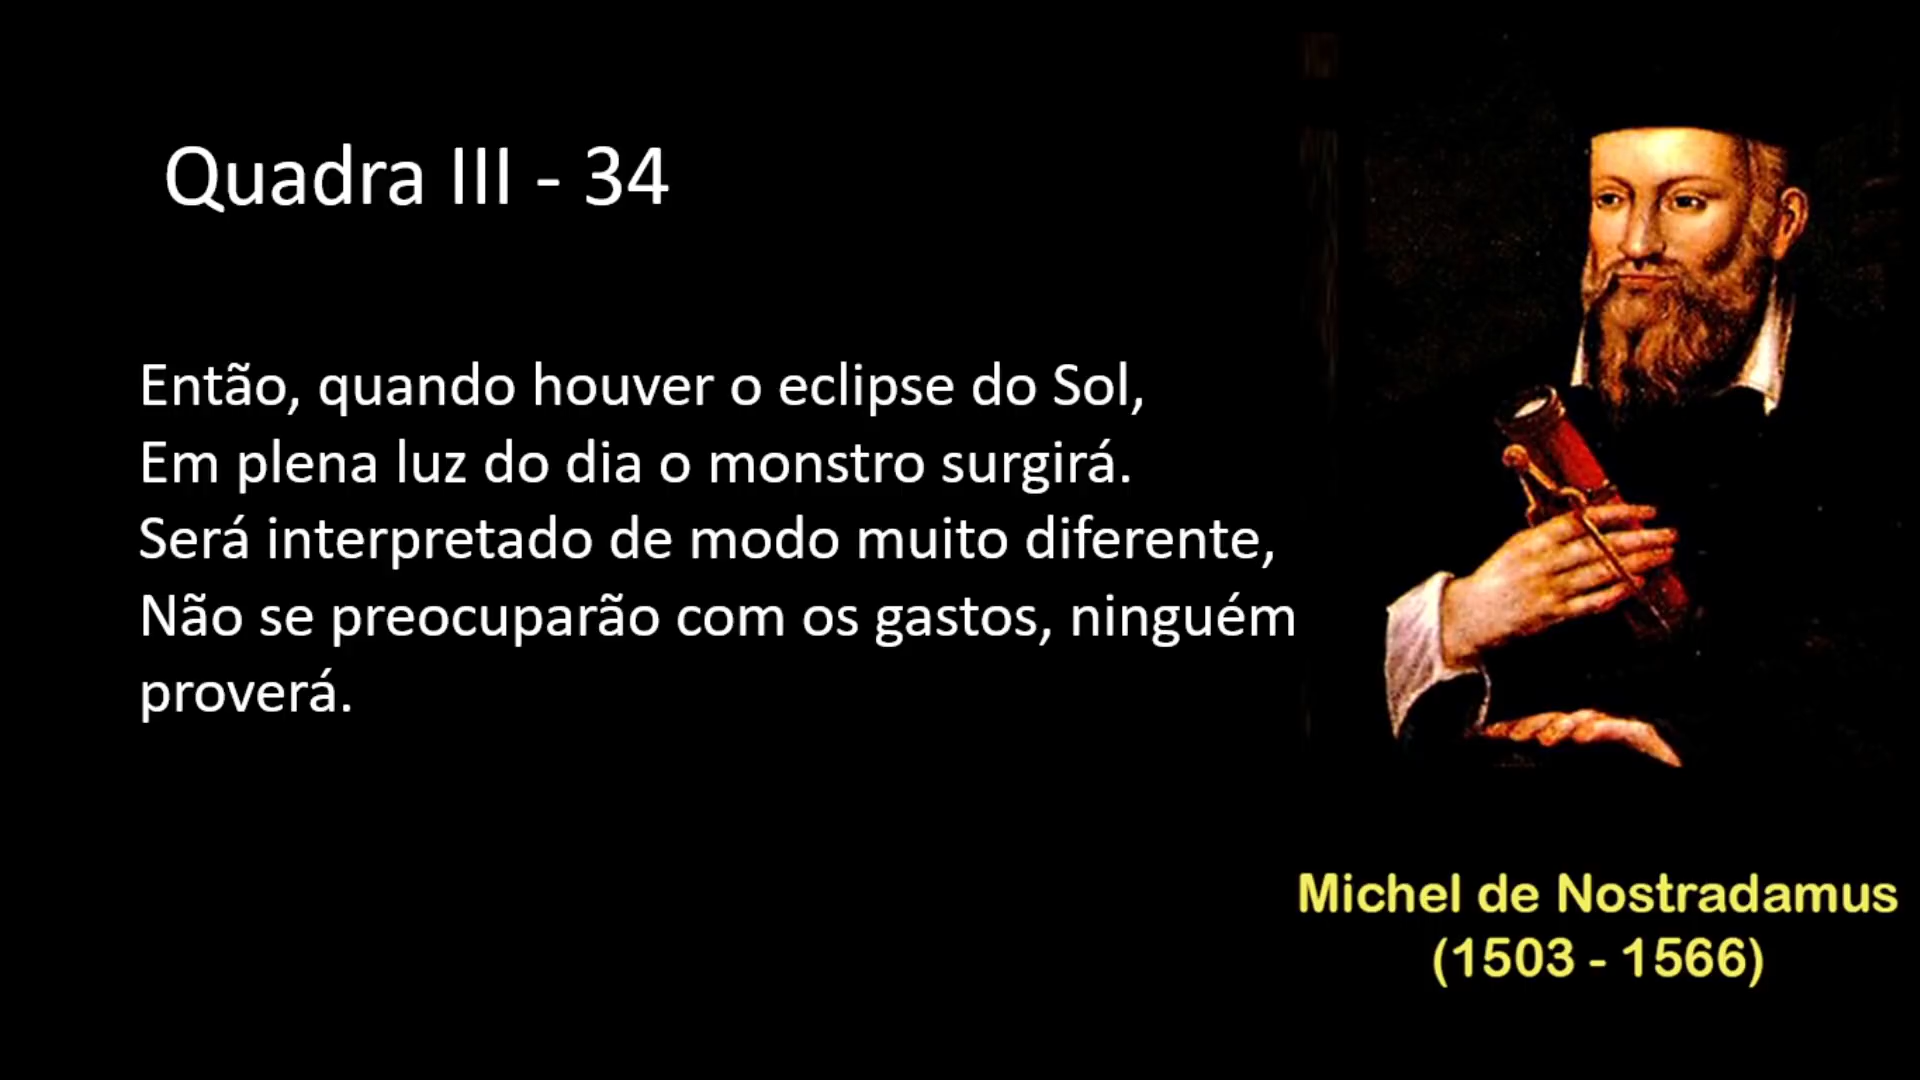 Quadra III - 34
Então, quando houver o eclipse do Sol,
Em plena luz do dia o monstro surgirá.
Será interpretado de modo muito diferente,
Não se preocuparão com os gastos, ninguém
proverá.
Michel de Nostradamus
(1503 - 1566)